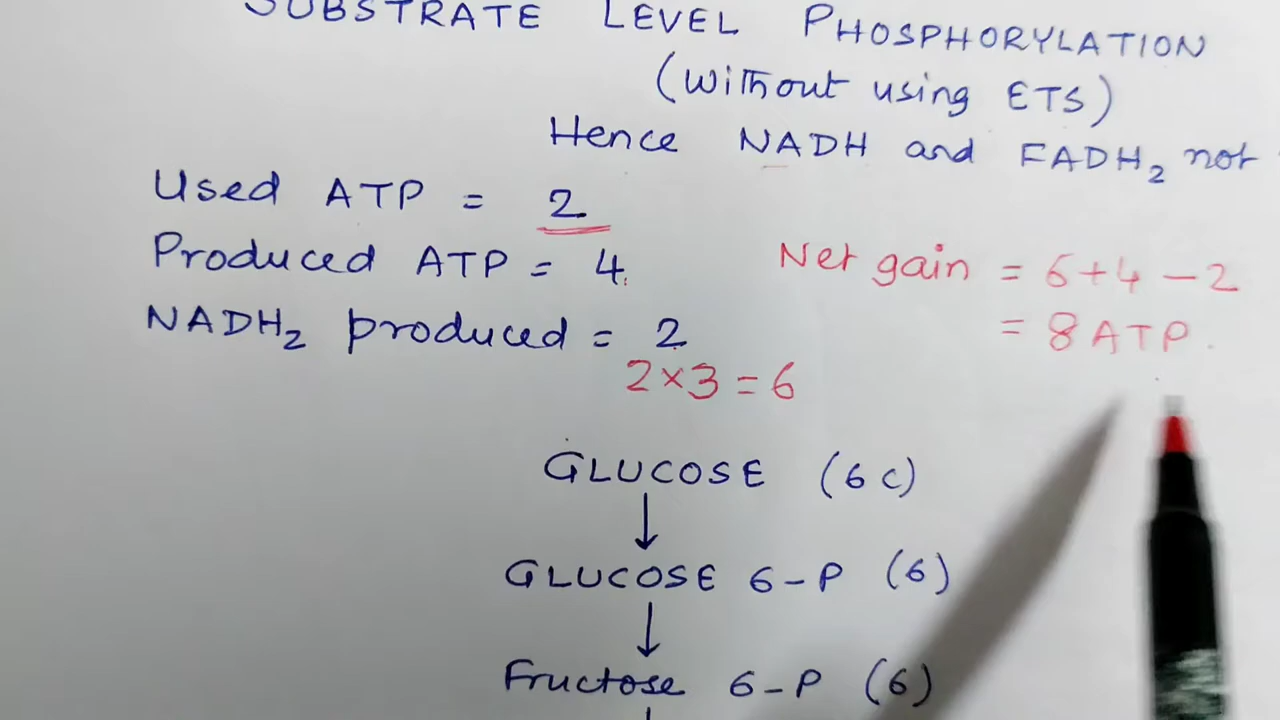 SUBSTRATE LEVEL PHOSPHORYLATION
(Without using ETS)
Hence NADH and FADH₂ not
Used ATP = 2
Produced ATP = 4
NADH₂ produced = 2
2×3=6
Net gain = 6+4-2
= 8 ATP.
GLUCOSE (6C)
↓
GLUCOSE 6-P (6)
↓
Fructose 6-P (6)